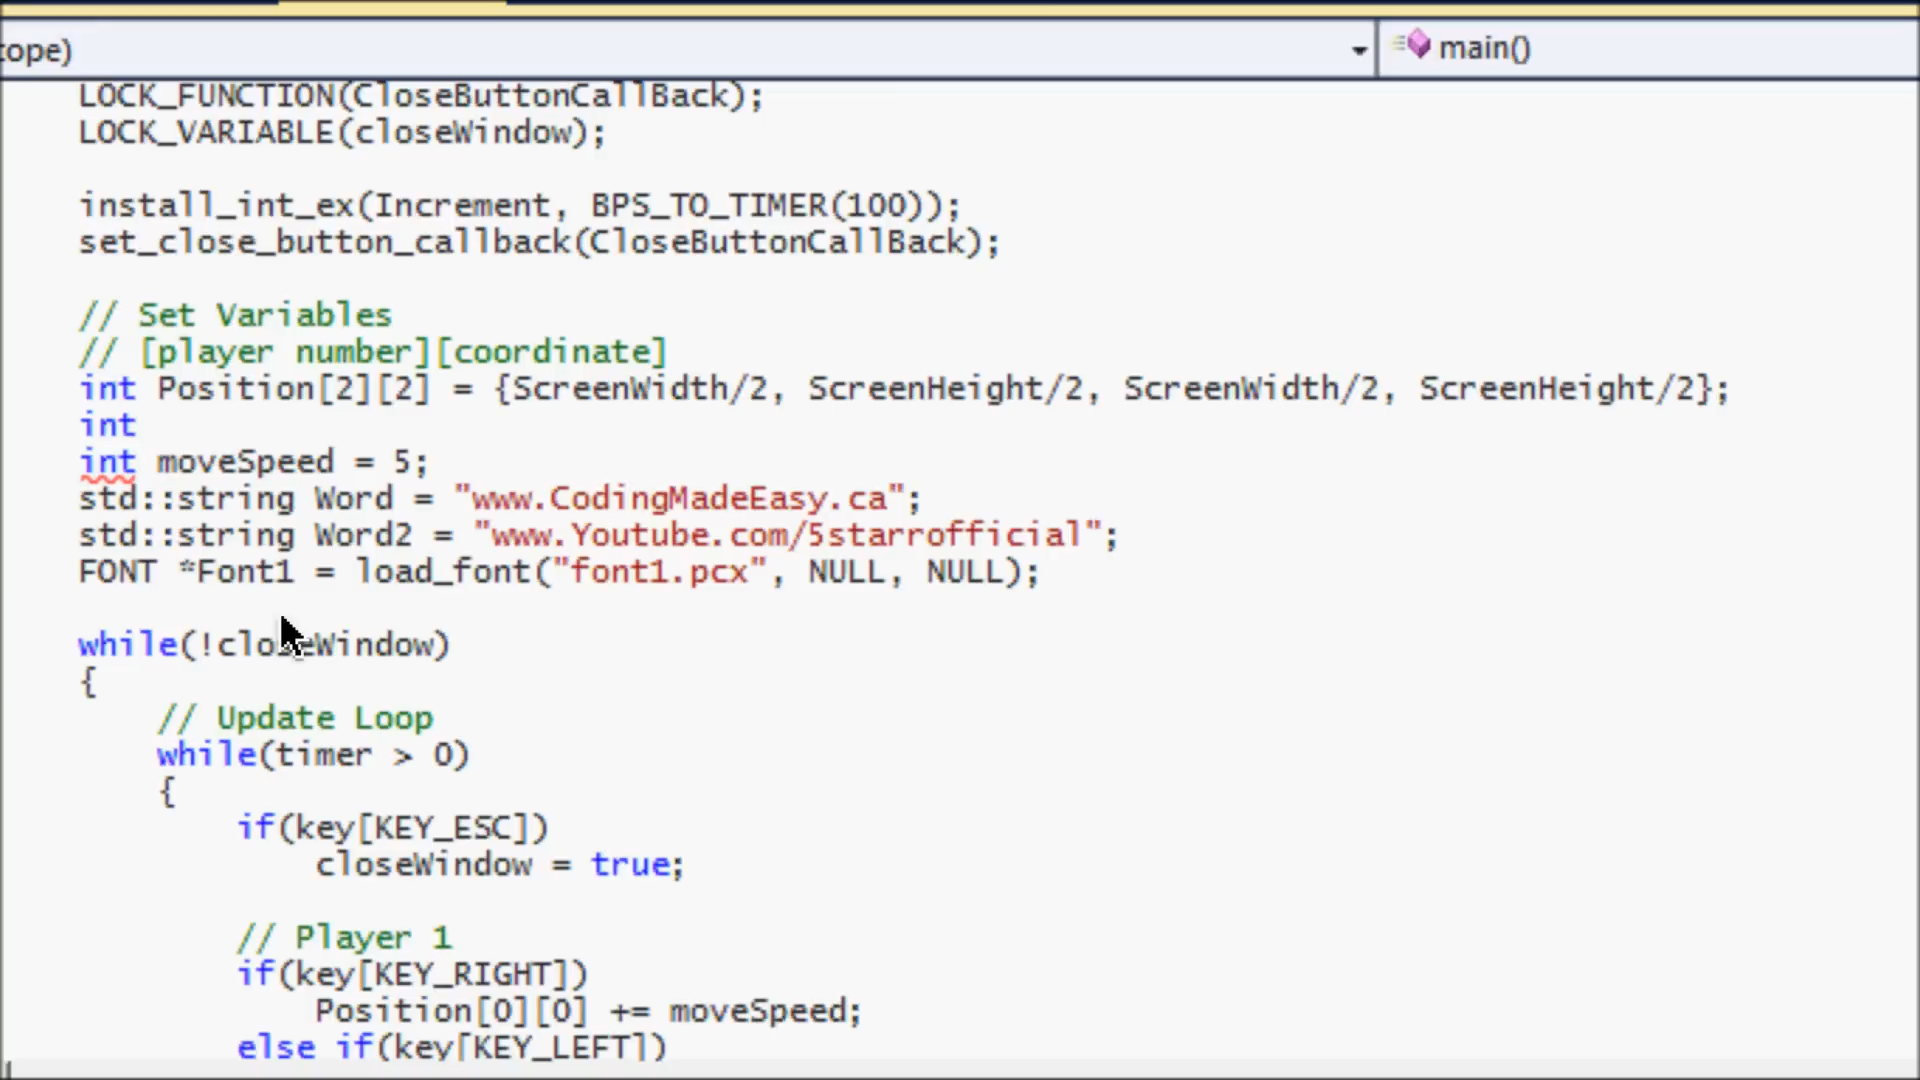 cope) main()
LOCK_FUNCTION(CloseButtonCallBack);
LOCK_VARIABLE(closeWindow);
install_int_ex(Increment, BPS_TO_TIMER(100));
set_close_button_callback(CloseButtonCallBack);
// Set Variables
// [player number][coordinate]
int Position[2][2] = {ScreenWidth/2, ScreenHeight/2, ScreenWidth/2, ScreenHeight/2};
int
int moveSpeed = 5;
std::string Word = "www.CodingMadeEasy.ca";
std::string Word2 = "www.Youtube.com/5starrofficial";
FONT *Font1 = load_font("font1.pcx", NULL, NULL);
while(!closeWindow)
{
// Update Loop
while(timer > 0)
{
if(key[KEY_ESC])
closeWindow = true;
// Player 1
if(key[KEY_RIGHT])
Position[0][0] += moveSpeed;
else if(key[KEY_LEFT])